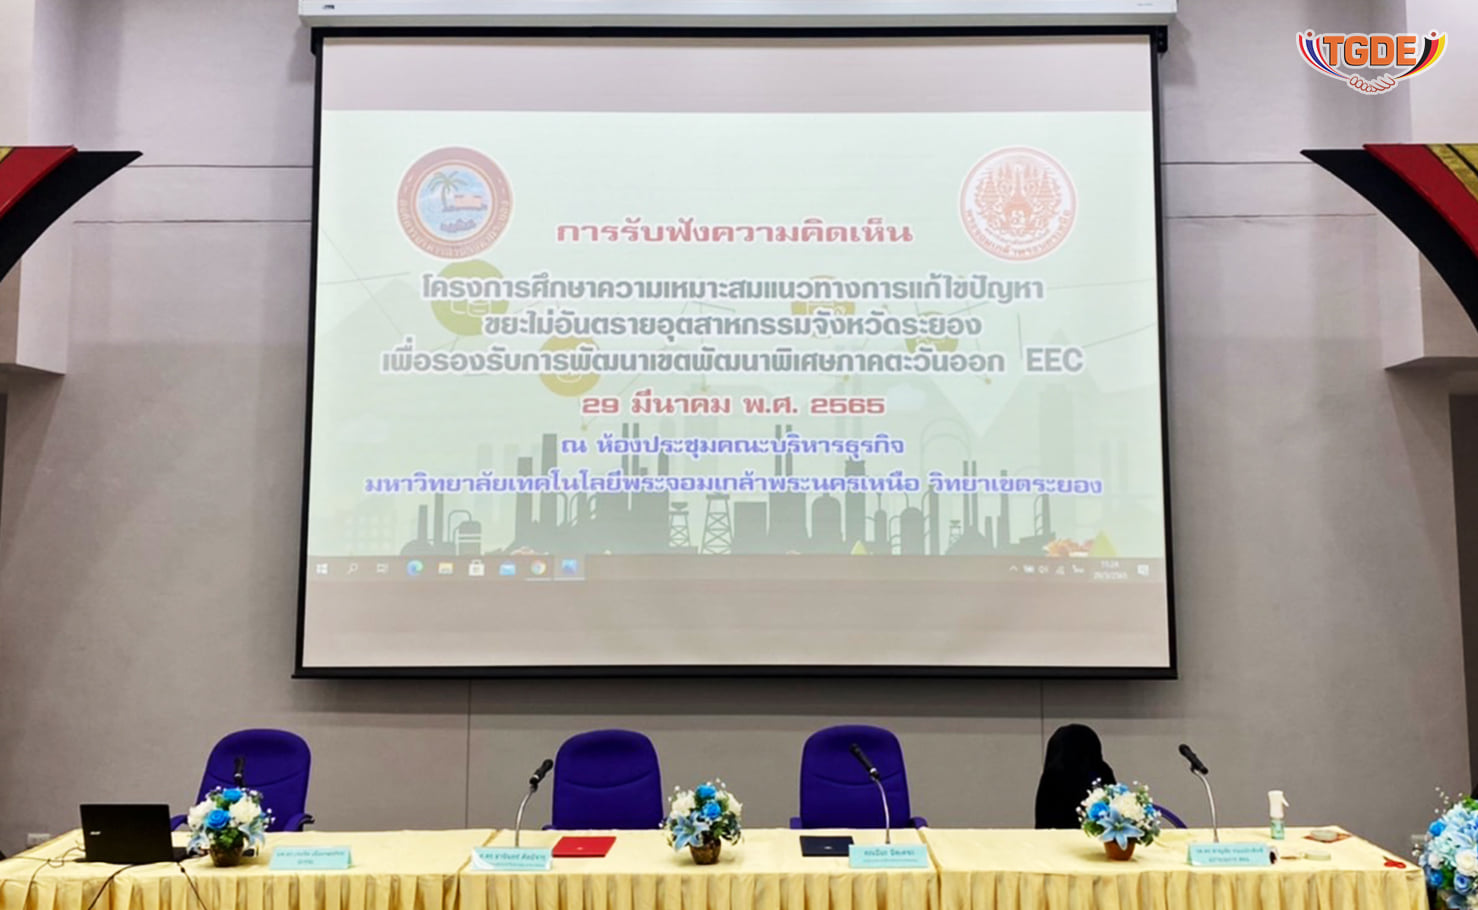 TGDE
การรับฟังความคิดเห็น
โครงการศึกษาความเหมาะสมแนวทางการแก้ไขปัญหา
ขยะไม่อันตรายอุตสาหกรรมจังหวัดระยอง
เพื่อรองรับการพัฒนาเขตพัฒนาพิเศษภาคตะวันออก EEC
29 มีนาคม พ.ศ. 2565
ณ ห้องประชุมคณะบริหารธุรกิจ
มหาวิทยาลัยเทคโนโลยีพระจอมเกล้าพระนครเหนือ วิทยาเขตระยอง
acer